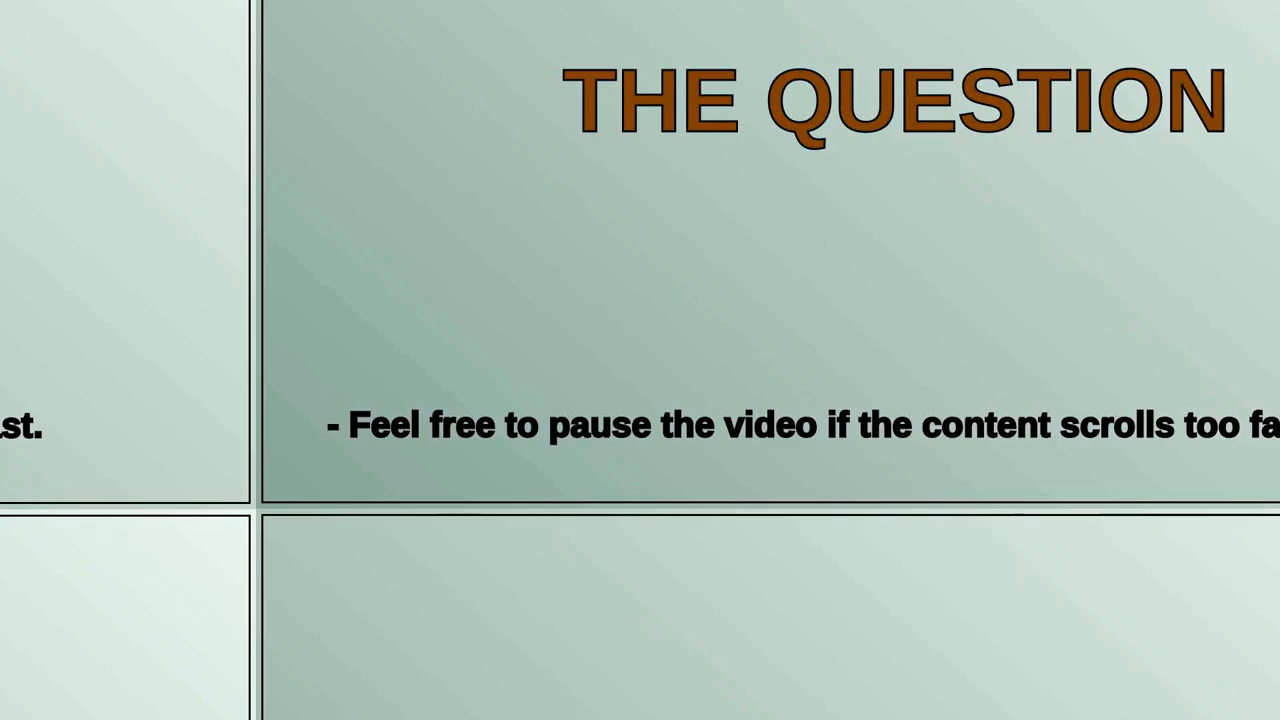 THE QUESTION
st.
- Feel free to pause the video if the content scrolls too fa